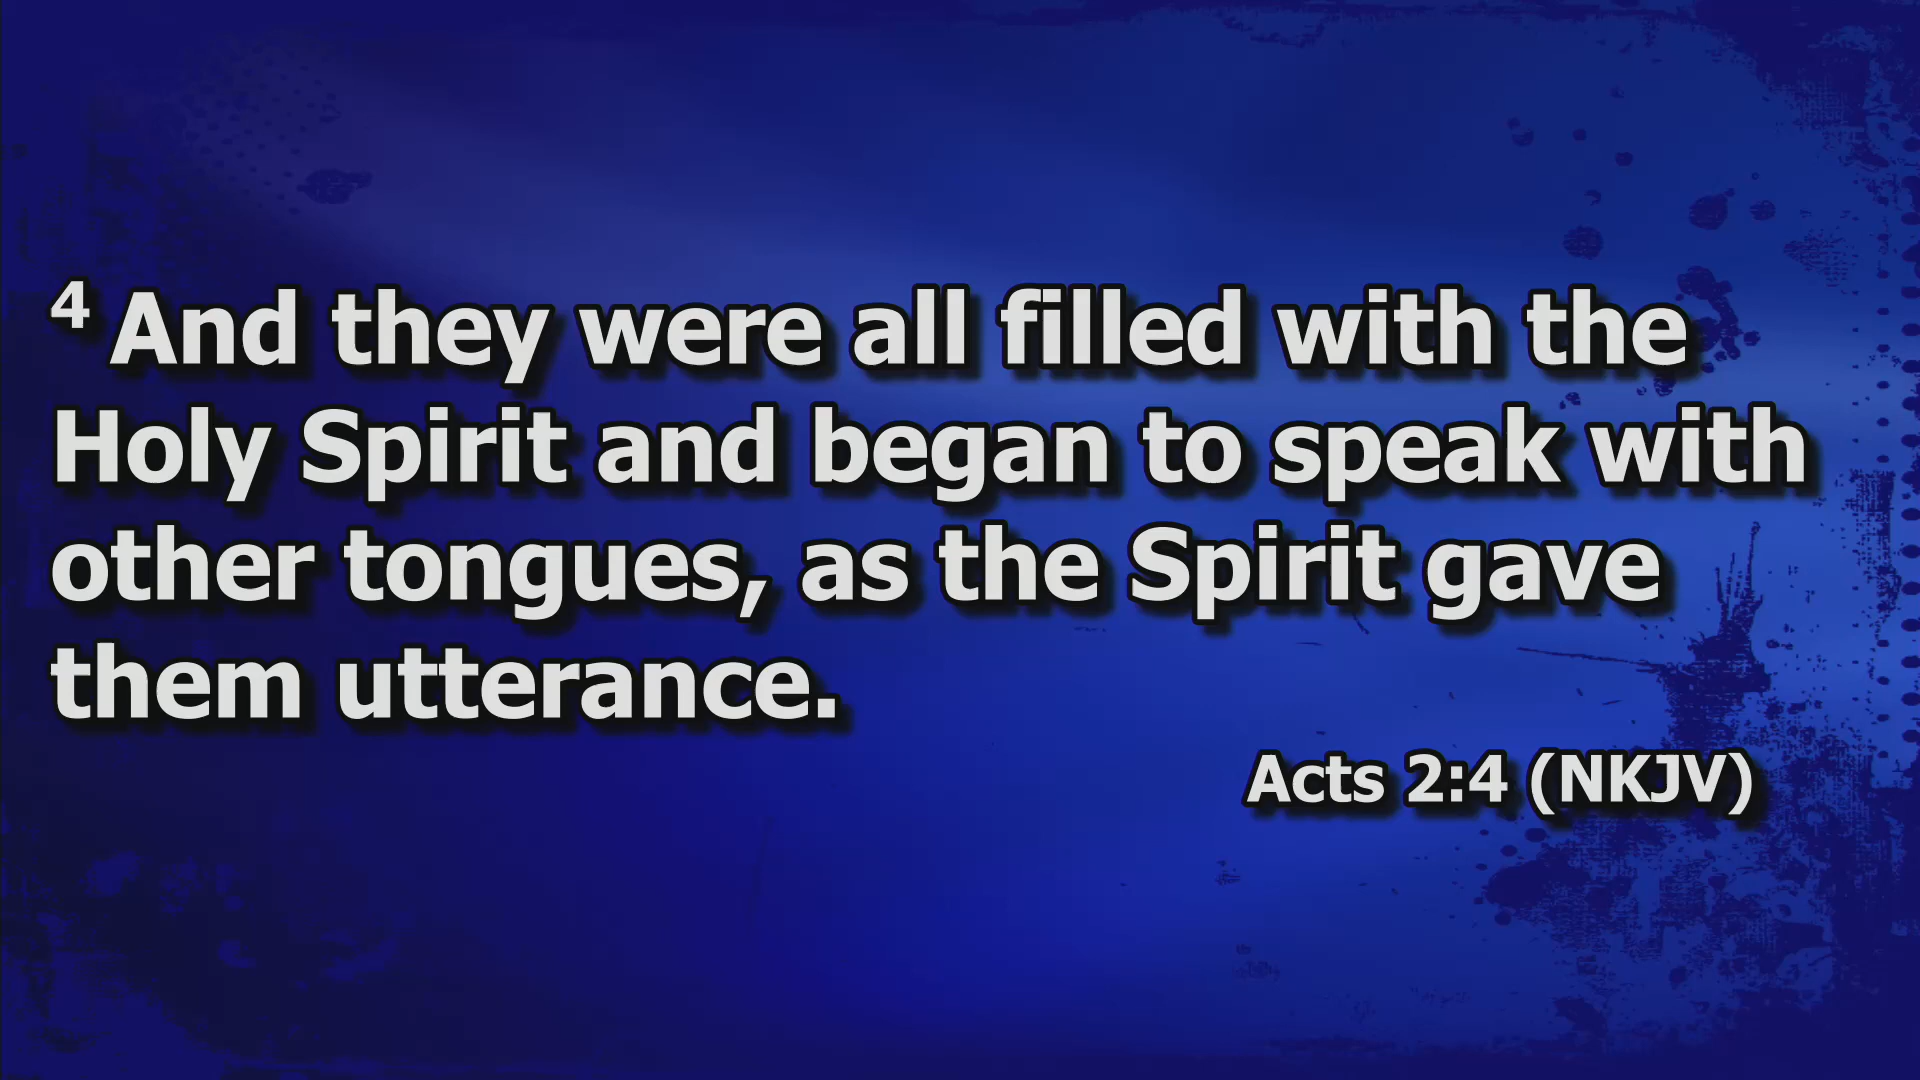 4 And they were all filled with the
Holy Spirit and began to speak with
other tongues, as the Spirit gave
them utterance.
Acts 2:4 (NKJV)